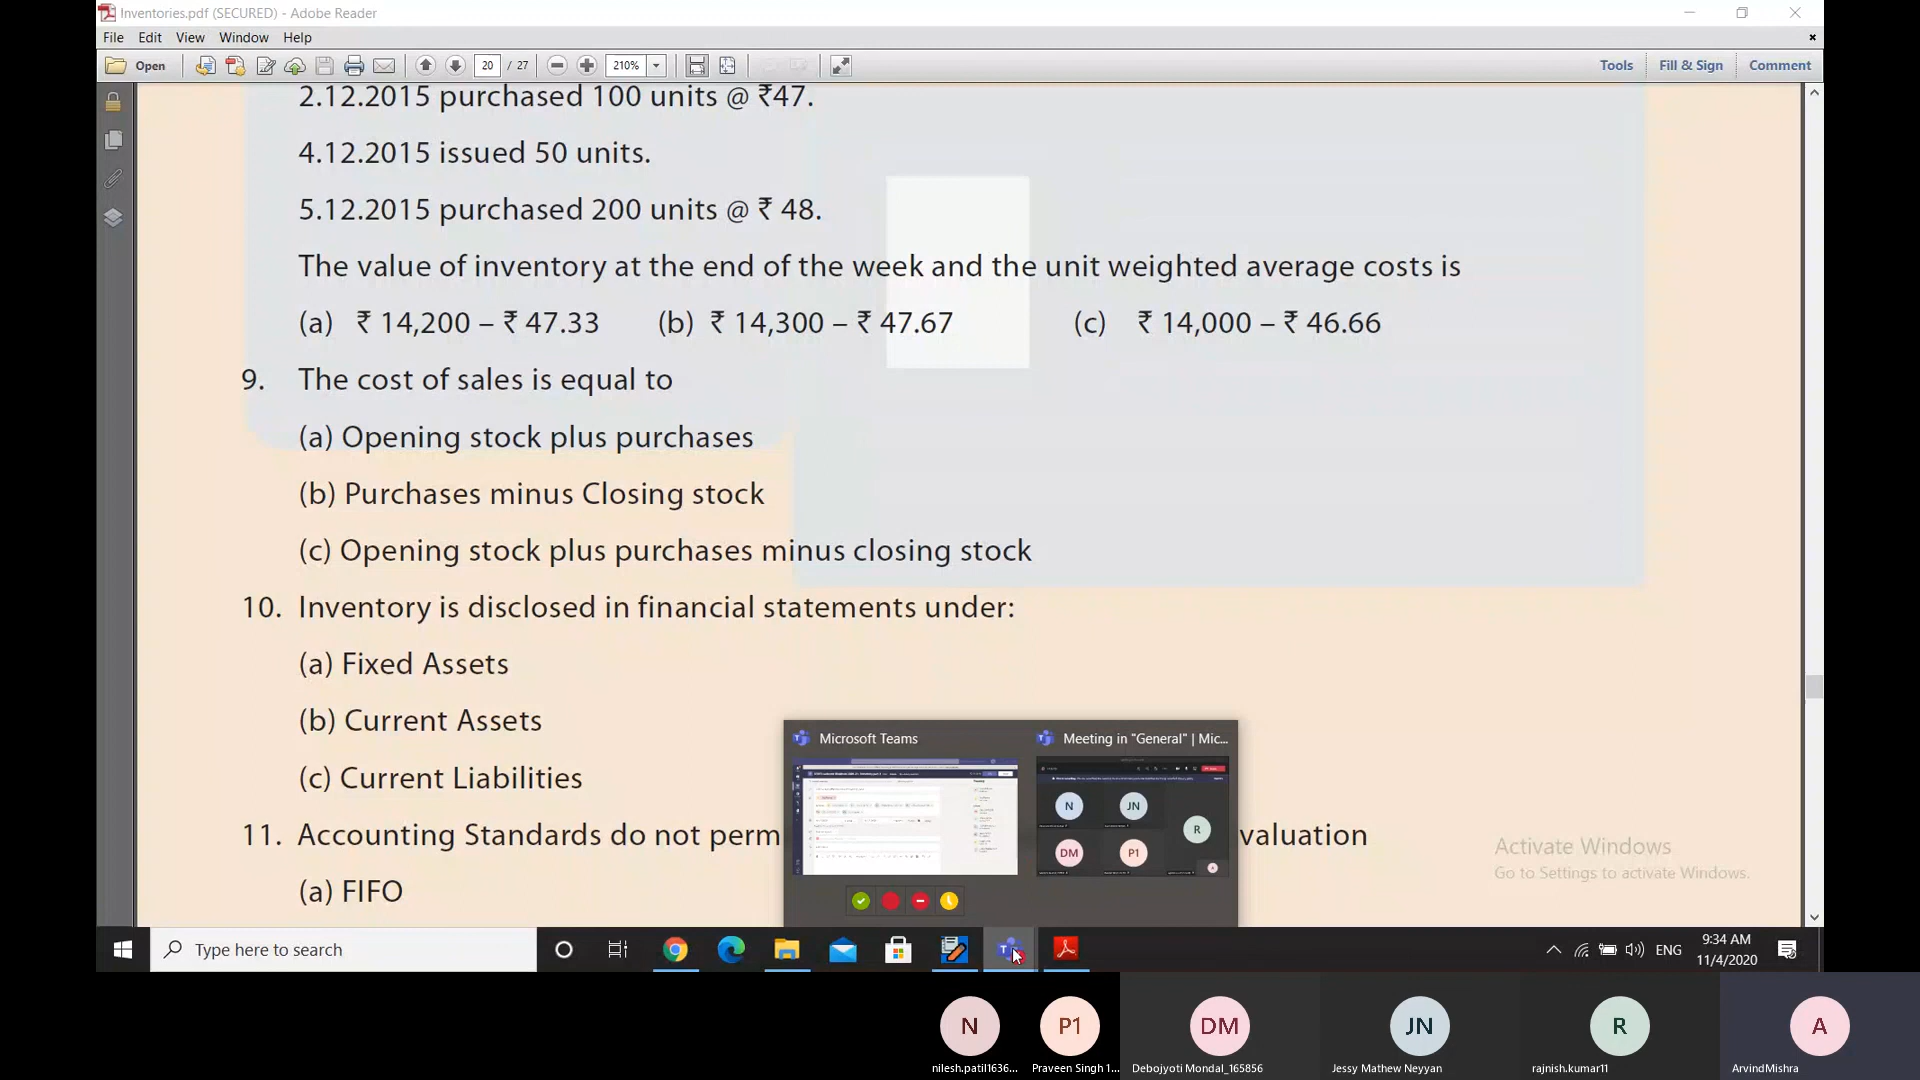 Inventories.pdf (SECURED) - Adobe Reader
File Edit View Window Help
Open 20 / 27 210% Tools Fill & Sign Comment
2.12.2015 purchased 100 units @ ₹47.
4.12.2015 issued 50 units.
5.12.2015 purchased 200 units @ ₹ 48.
The value of inventory at the end of the week and the unit weighted average costs is
(a) ₹ 14,200 – ₹ 47.33 (b) ₹ 14,300 – ₹ 47.67 (c) ₹ 14,000 – ₹ 46.66
9. The cost of sales is equal to
(a) Opening stock plus purchases
(b) Purchases minus Closing stock
(c) Opening stock plus purchases minus closing stock
10. Inventory is disclosed in financial statements under:
(a) Fixed Assets
(b) Current Assets
(c) Current Liabilities
Microsoft Teams
Meeting in "General" | Mic...
N JN
R
DM P1
11. Accounting Standards do not perm valuation
(a) FIFO
Activate Windows
Go to Settings to activate Windows.
Type here to search
ENG
9:34 AM
11/4/2020
N P1 DM JN R A
nilesh.patil1636... Praveen Singh 1... Debojyoti Mondal_165856 Jessy Mathew Neyyan rajnish.kumar11 ArvindMishra